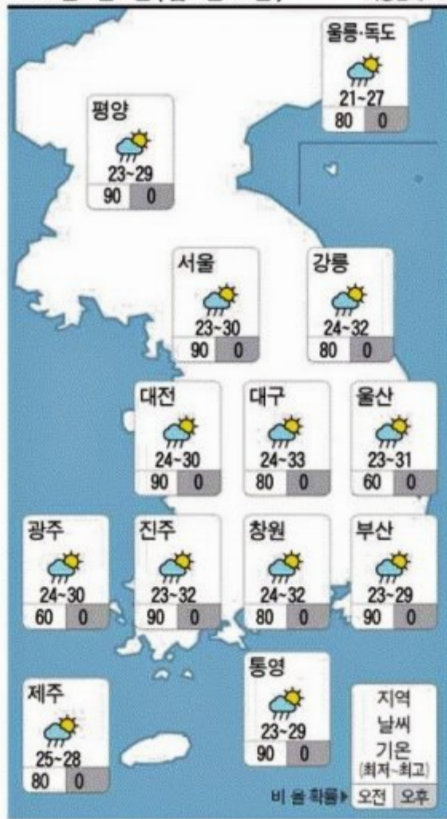 울릉·독도
21~27
80 0
평양
23~29
90 0
서울
23~30
90 0
강릉
24~32
80 0
대전
24~30
90 0
대구
24~33
80 0
울산
23~31
60 0
광주
24~30
60 0
진주
23~32
90 0
창원
24~32
80 0
부산
23~29
90 0
제주
25~28
80 0
통영
23~29
90 0
지역
날씨
기온
(최저~최고)
비 올 확률▶ 오전 오후